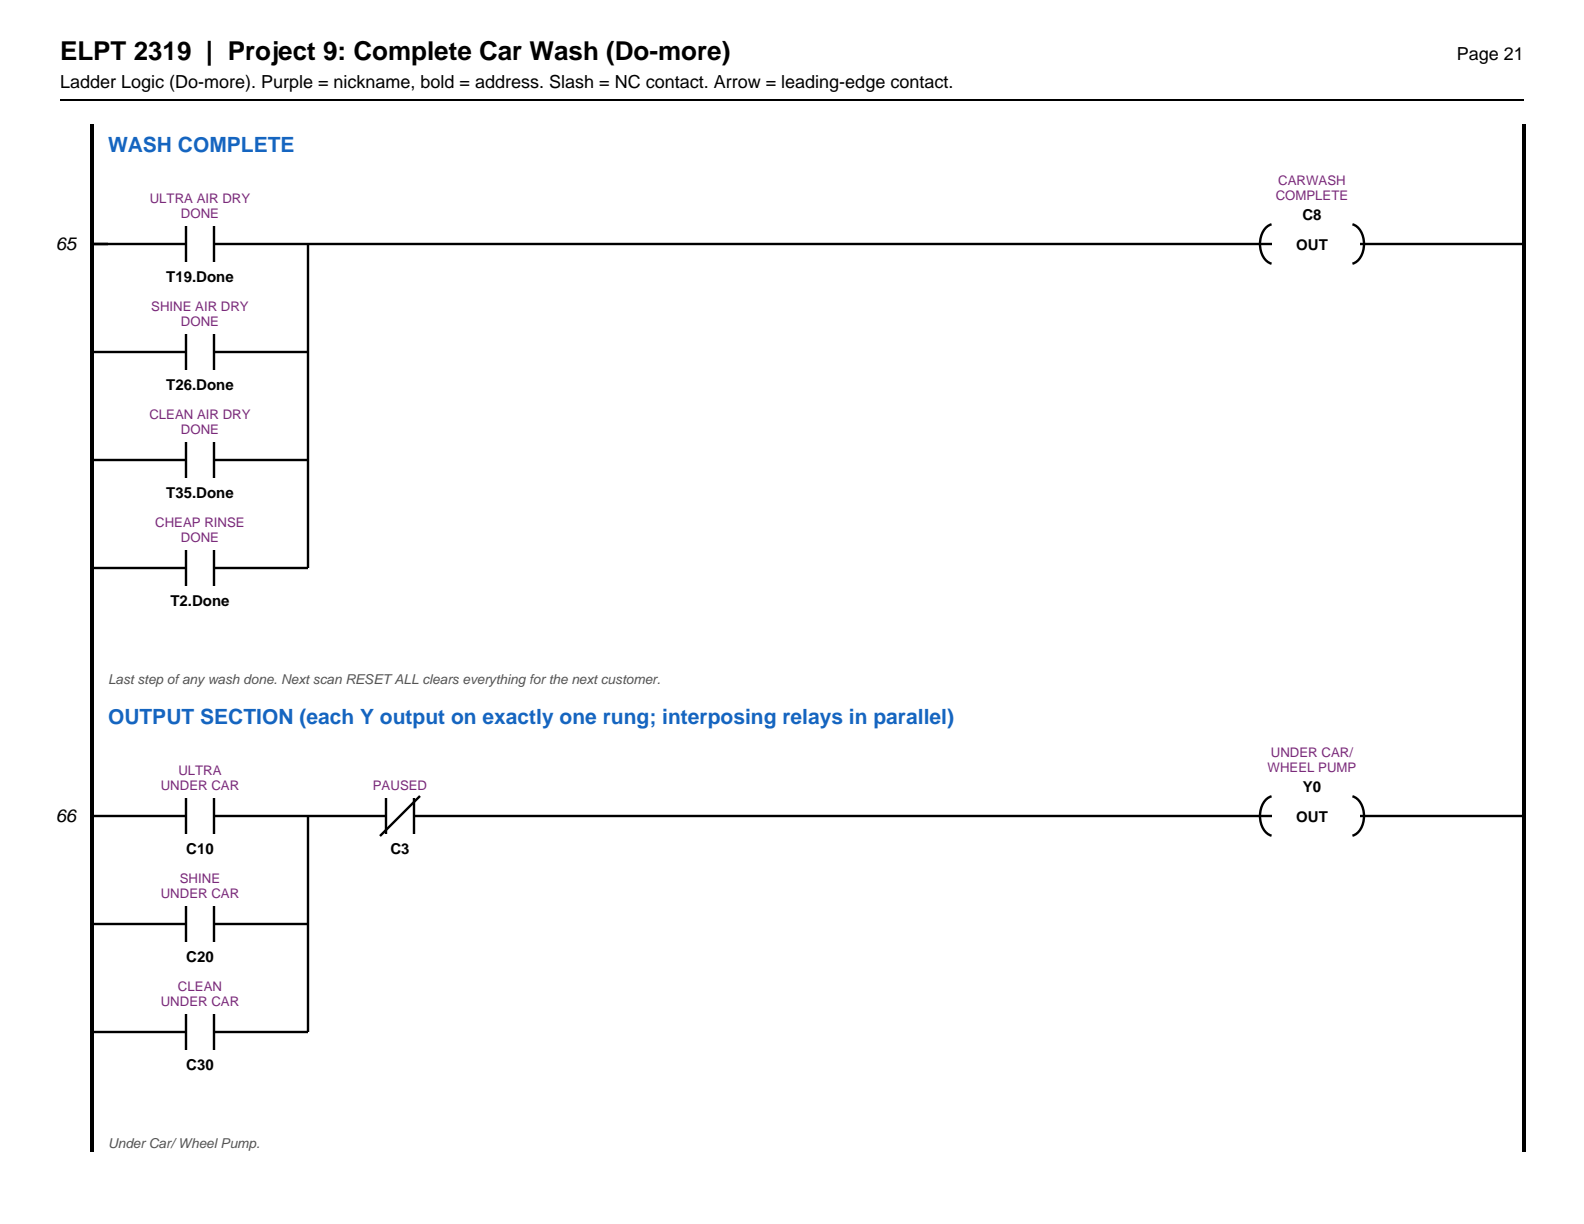 ELPT 2319 | Project 9: Complete Car Wash (Do-more)
Page 21
Ladder Logic (Do-more). Purple = nickname, bold = address. Slash = NC contact. Arrow = leading-edge contact.
WASH COMPLETE
CARWASH
COMPLETE
C8
OUT
65
ULTRA AIR DRY
DONE
T19.Done
SHINE AIR DRY
DONE
T26.Done
CLEAN AIR DRY
DONE
T35.Done
CHEAP RINSE
DONE
T2.Done
Last step of any wash done. Next scan RESET ALL clears everything for the next customer.
OUTPUT SECTION (each Y output on exactly one rung; interposing relays in parallel)
UNDER CAR/
WHEEL PUMP
Y0
OUT
66
ULTRA
UNDER CAR
C10
PAUSED
C3
SHINE
UNDER CAR
C20
CLEAN
UNDER CAR
C30
Under Car/ Wheel Pump.